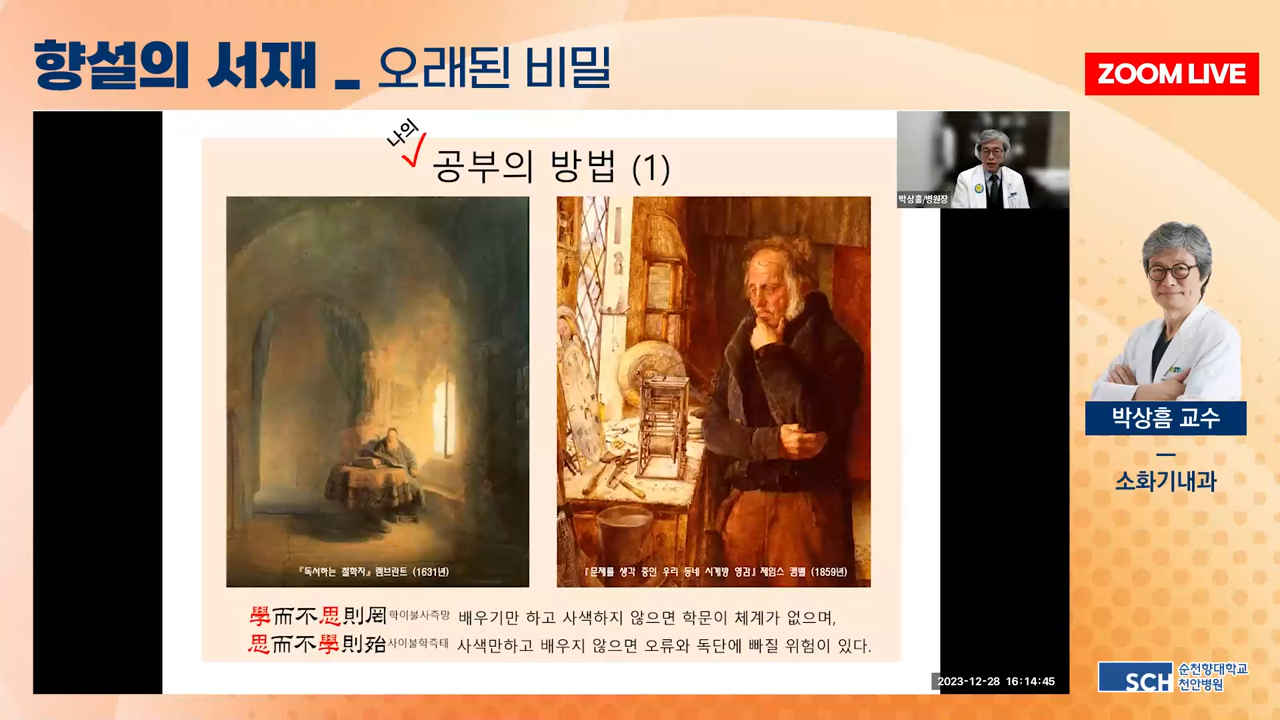 향설의 서재 _ 오래된 비밀
ZOOM LIVE
나의
공부의 방법 (1)
박상흠/병원장
『독서하는 철학자』 렘브란트 (1631년)
『문제를 생각 중인 우리 동네 시계방 영감』 제임스 캠벨 (1859년)
學而不思則罔학이불사즉망 배우기만 하고 사색하지 않으면 학문이 체계가 없으며,
思而不學則殆사이불학즉태 사색만하고 배우지 않으면 오류와 독단에 빠질 위험이 있다.
2023-12-28 16:14:45
박상흠 교수
소화기내과
SCH 순천향대학교
천안병원